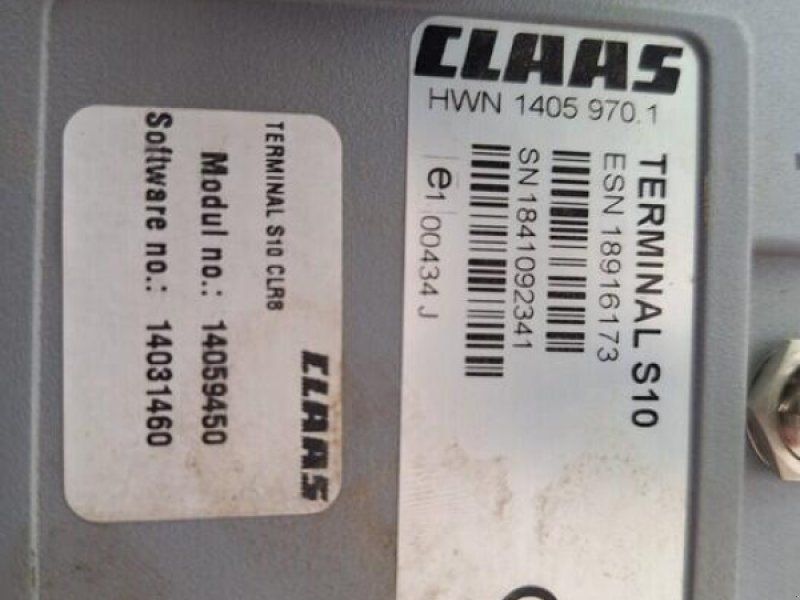 CLAAS
TERMINAL S10 CLR8
Modul no.: 14059450
Software no.: 14031460
CLAAS
HWN 1405 970.1
TERMINAL S10
ESN 18916173
SN 1841092341
e1 00434 J